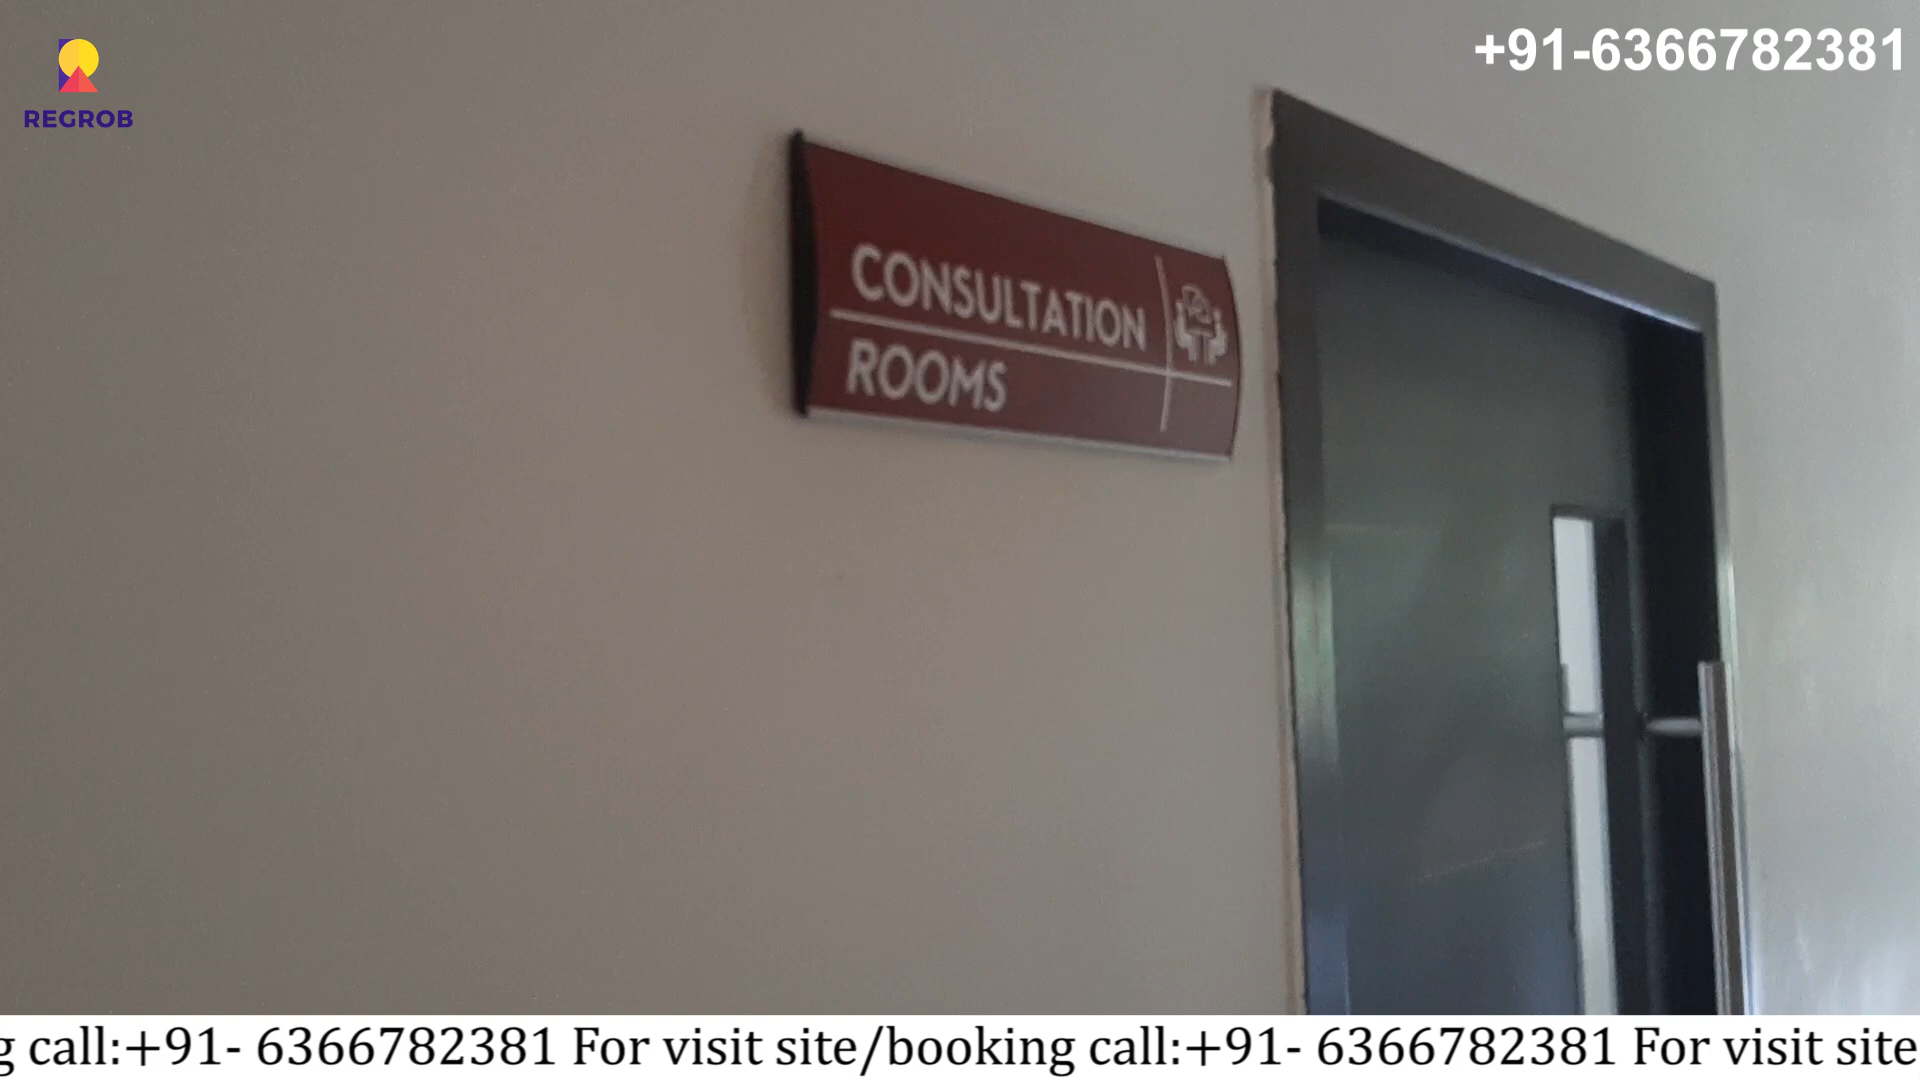 REGROB
+91-6366782381
CONSULTATION
ROOMS
g call:+91- 6366782381 For visit site/booking call:+91- 6366782381 For visit site